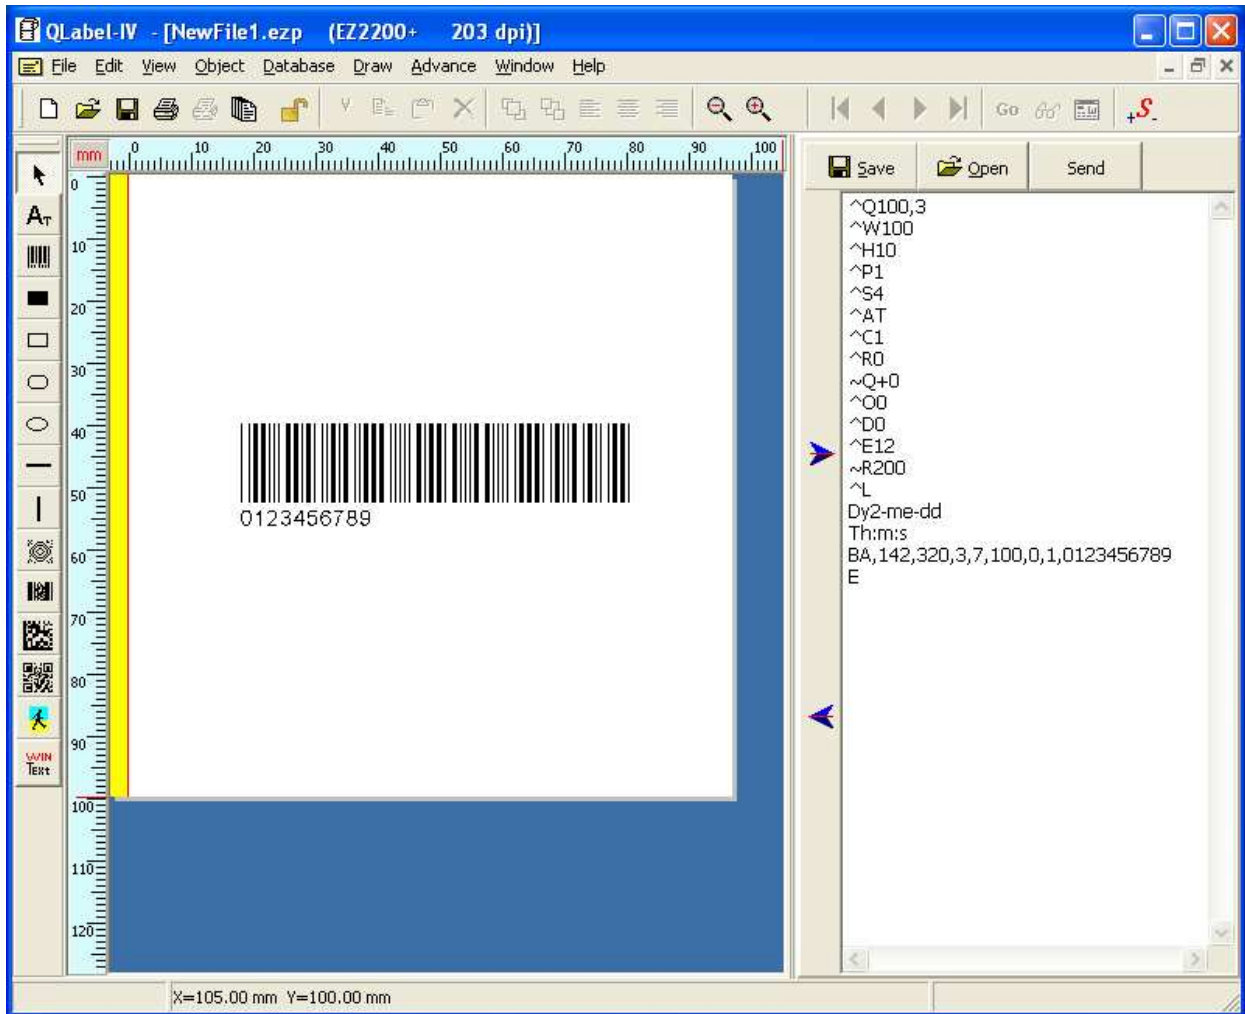 QLabel-IV - [NewFile1.ezp (EZ2200+ 203 dpi)]
File Edit View Object Database Draw Advance Window Help
Go
+S-
mm 0 10 20 30 40 50 60 70 80 90 100
Save Open Send
0
10
20
30
40
50
60
70
80
90
100
110
120
AT
WIN
Text
0123456789
^Q100,3
^W100
^H10
^P1
^S4
^AT
^C1
^R0
~Q+0
^O0
^D0
^E12
~R200
^L
Dy2-me-dd
Th:m:s
BA,142,320,3,7,100,0,1,0123456789
E
X=105.00 mm Y=100.00 mm